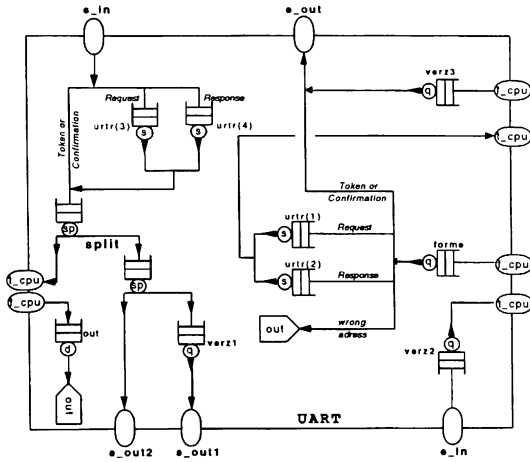 e_in
e_out
verz3
q
t_cpu
t_cpu
Request
Response
urtr(3)
s
s
urtr(4)
Token or
Confirmation
Token or
Confirmation
sp
split
sp
urtr(1)
s
Request
urtr(2)
s
Response
forme
q
t_cpu
t_cpu
t_cpu
t_cpu
out
d
out
verz1
q
out
wrong
adress
verz2
q
UART
e_out2
e_out1
e_in